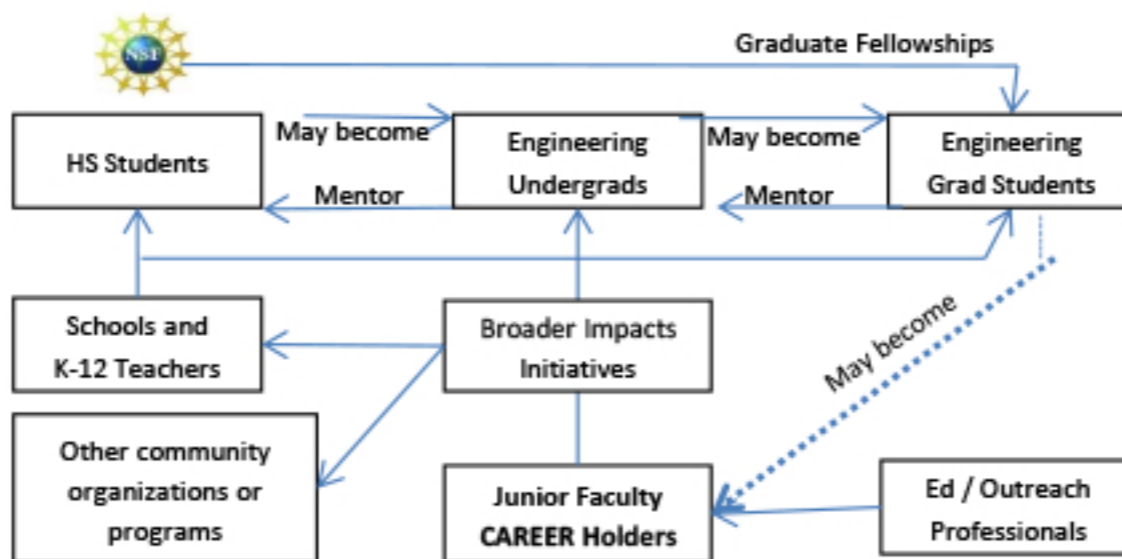 NSF
Graduate Fellowships
HS Students
May become
Engineering
Undergrads
May become
Engineering
Grad Students
Mentor
Mentor
Schools and
K-12 Teachers
Broader Impacts
Initiatives
May become
Other community
organizations or
programs
Junior Faculty
CAREER Holders
Ed / Outreach
Professionals